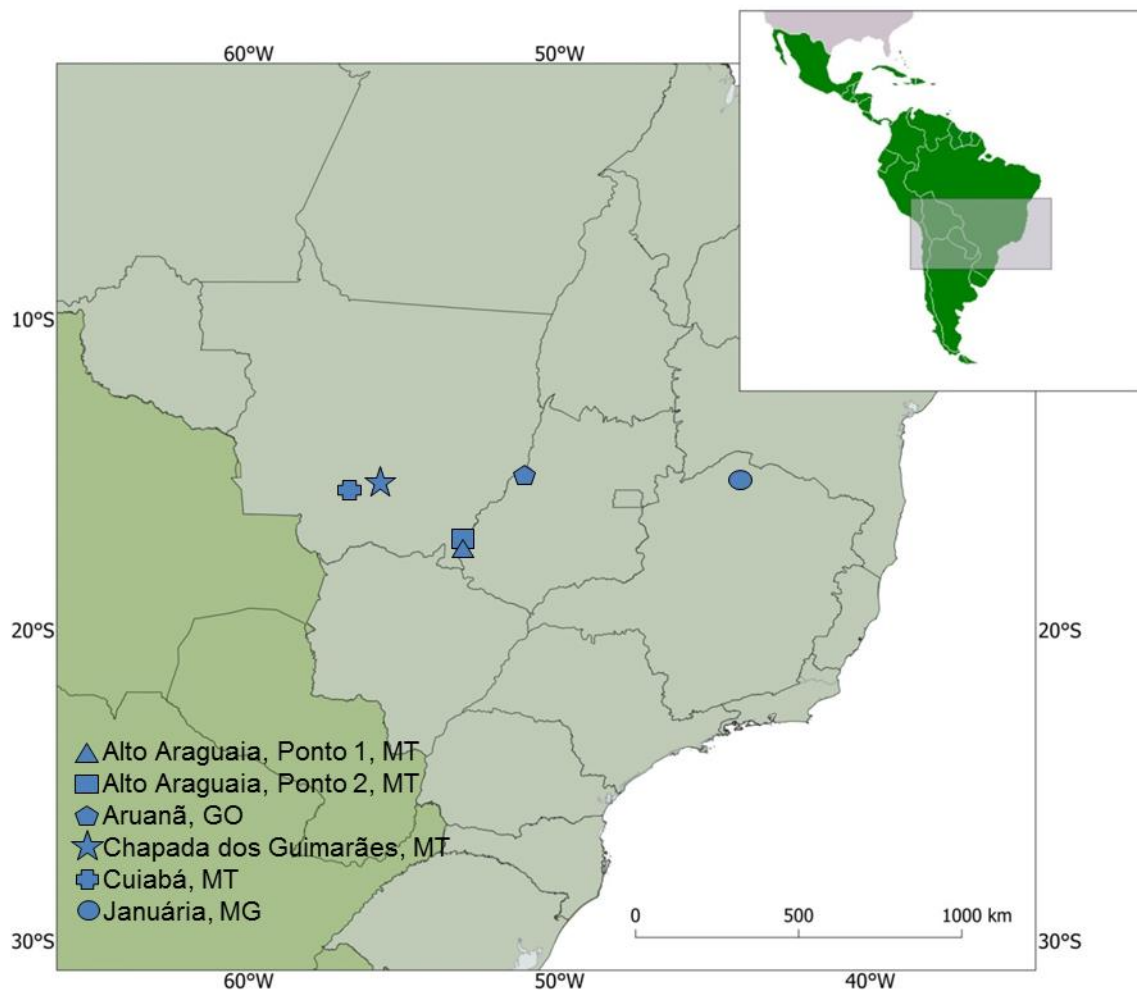 60°W 50°W
10°S
20°S 20°S
Alto Araguaia, Ponto 1, MT
Alto Araguaia, Ponto 2, MT
Aruanã, GO
Chapada dos Guimarães, MT
Cuiabá, MT
Januária, MG
0 500 1000 km
30°S 30°S
60°W 50°W 40°W